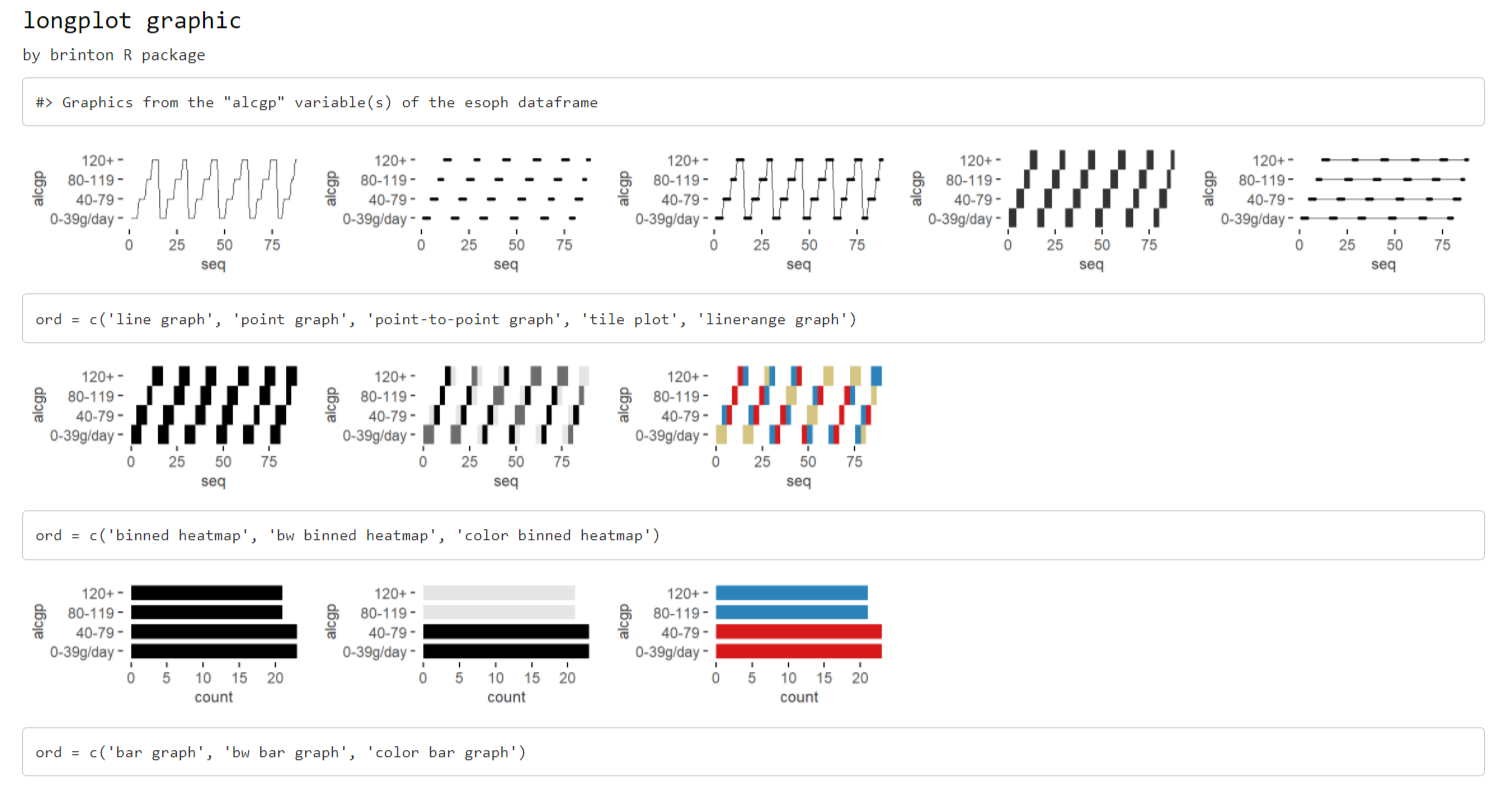 longplot graphic
by brinton R package
#> Graphics from the "alcgp" variable(s) of the esoph dataframe
alcgp
120+
80-119
40-79
0-39g/day
0 25 50 75
seq
alcgp
120+
80-119
40-79
0-39g/day
0 25 50 75
seq
alcgp
120+
80-119
40-79
0-39g/day
0 25 50 75
seq
alcgp
120+
80-119
40-79
0-39g/day
0 25 50 75
seq
alcgp
120+
80-119
40-79
0-39g/day
0 25 50 75
seq
ord = c('line graph', 'point graph', 'point-to-point graph', 'tile plot', 'linerange graph')
alcgp
120+
80-119
40-79
0-39g/day
0 25 50 75
seq
alcgp
120+
80-119
40-79
0-39g/day
0 25 50 75
seq
alcgp
120+
80-119
40-79
0-39g/day
0 25 50 75
seq
ord = c('binned heatmap', 'bw binned heatmap', 'color binned heatmap')
alcgp
120+
80-119
40-79
0-39g/day
0 5 10 15 20
count
alcgp
120+
80-119
40-79
0-39g/day
0 5 10 15 20
count
alcgp
120+
80-119
40-79
0-39g/day
0 5 10 15 20
count
ord = c('bar graph', 'bw bar graph', 'color bar graph')